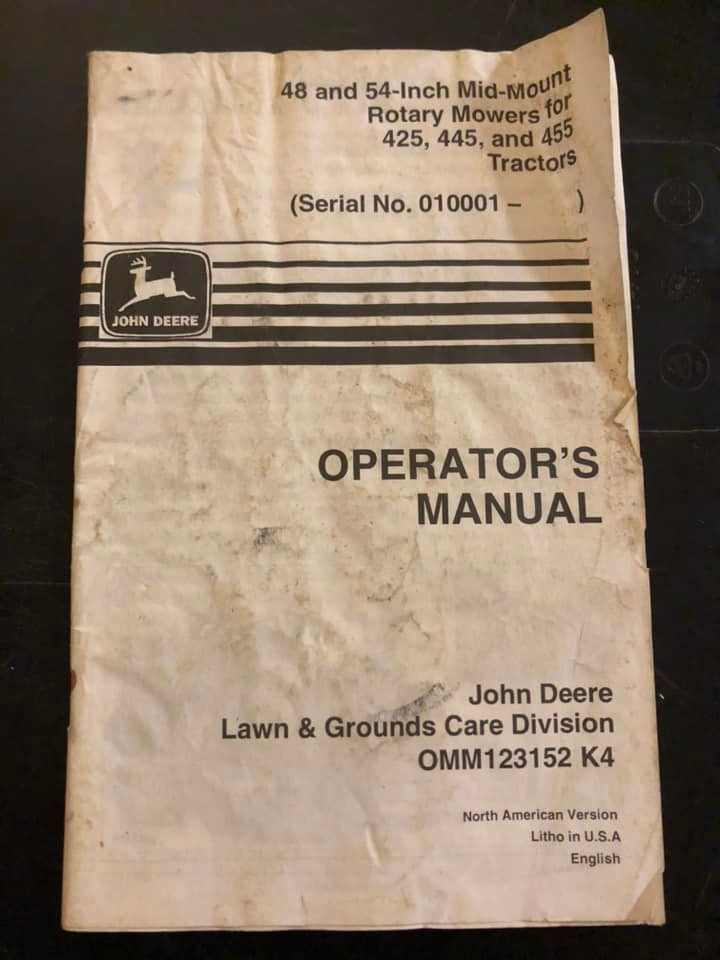 48 and 54-Inch Mid-Mount
Rotary Mowers for
425, 445, and 455
Tractors
(Serial No. 010001 – )
JOHN DEERE
OPERATOR'S
MANUAL
John Deere
Lawn & Grounds Care Division
OMM123152 K4
North American Version
Litho in U.S.A
English